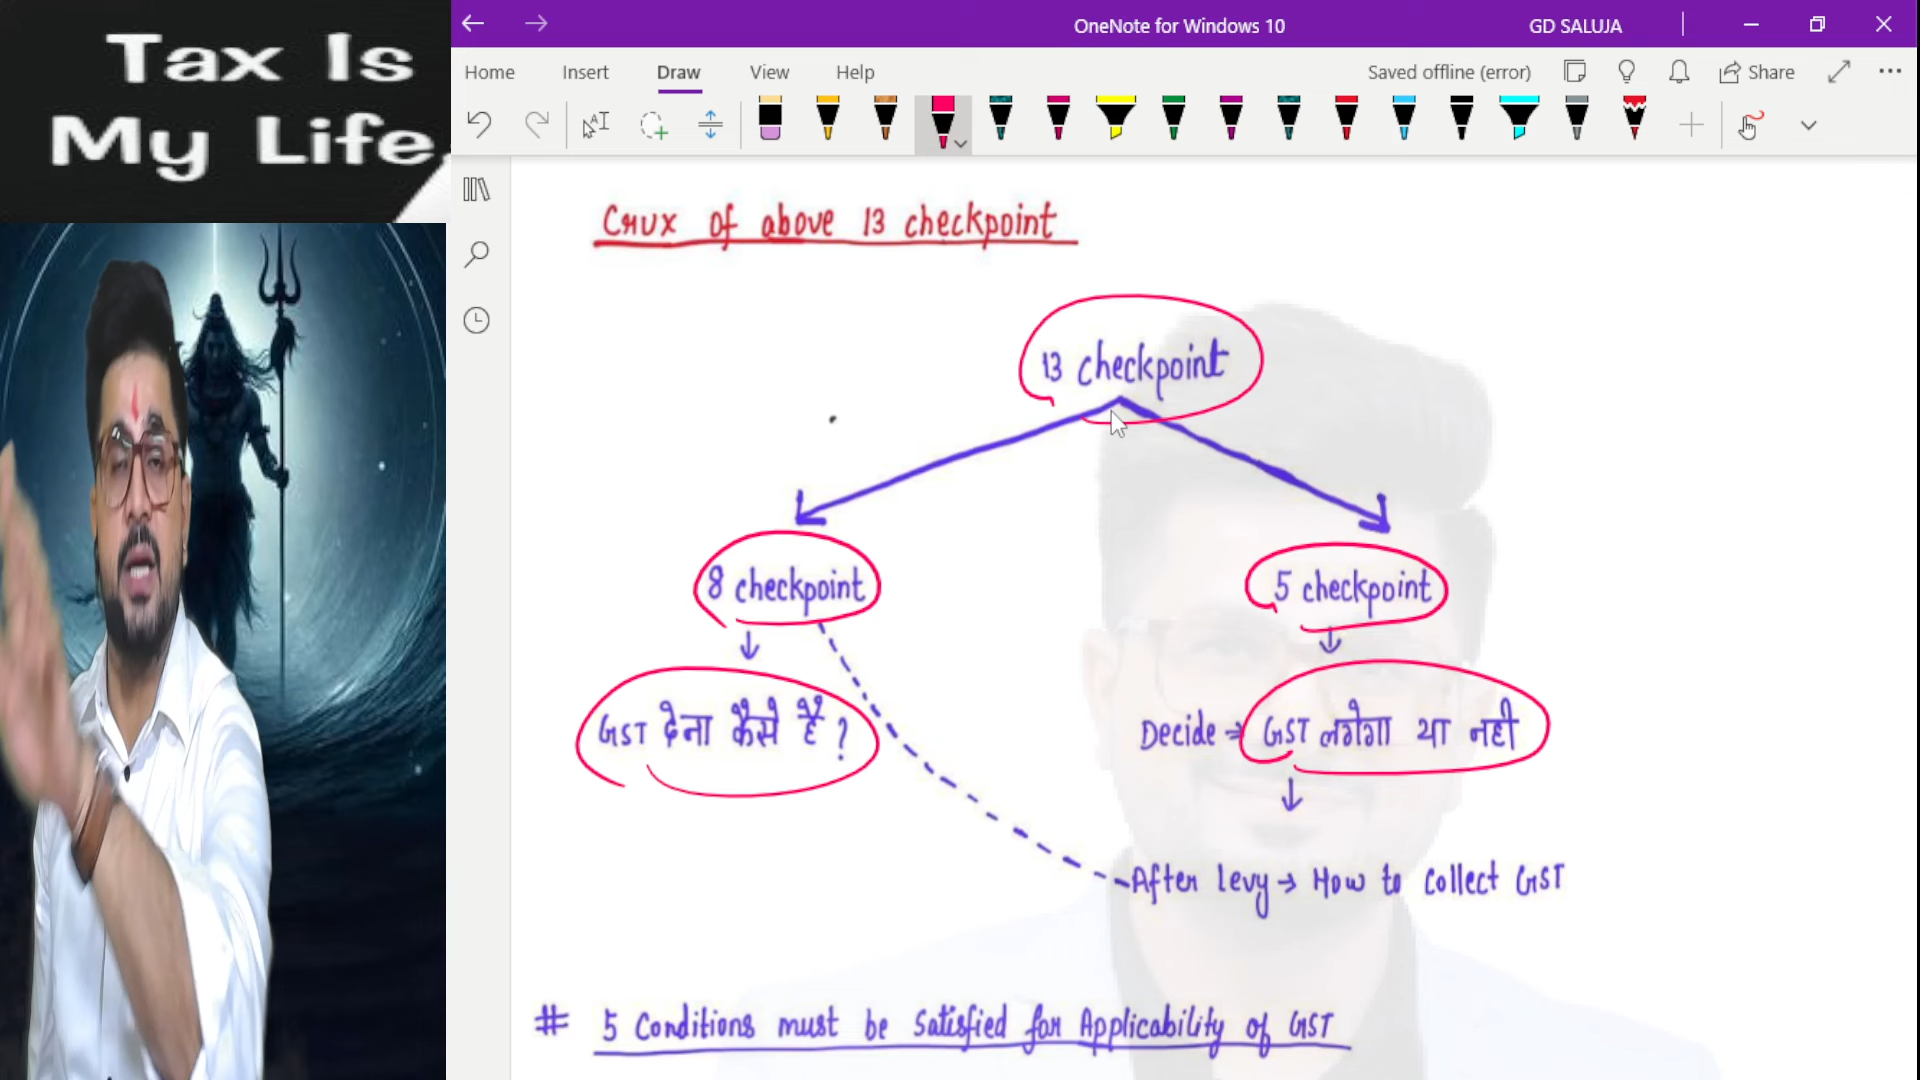 Tax Is
My Life.
OneNote for Windows 10
GD SALUJA
Home Insert Draw View Help
Saved offline (error)
Share
Crux of above 13 checkpoint
13 checkpoint
8 checkpoint
5 checkpoint
GST देना कैसे है ?
Decide → GST लगेगा या नही
After Levy → How to Collect GST
# 5 Conditions must be Satisfied for Applicability of GST